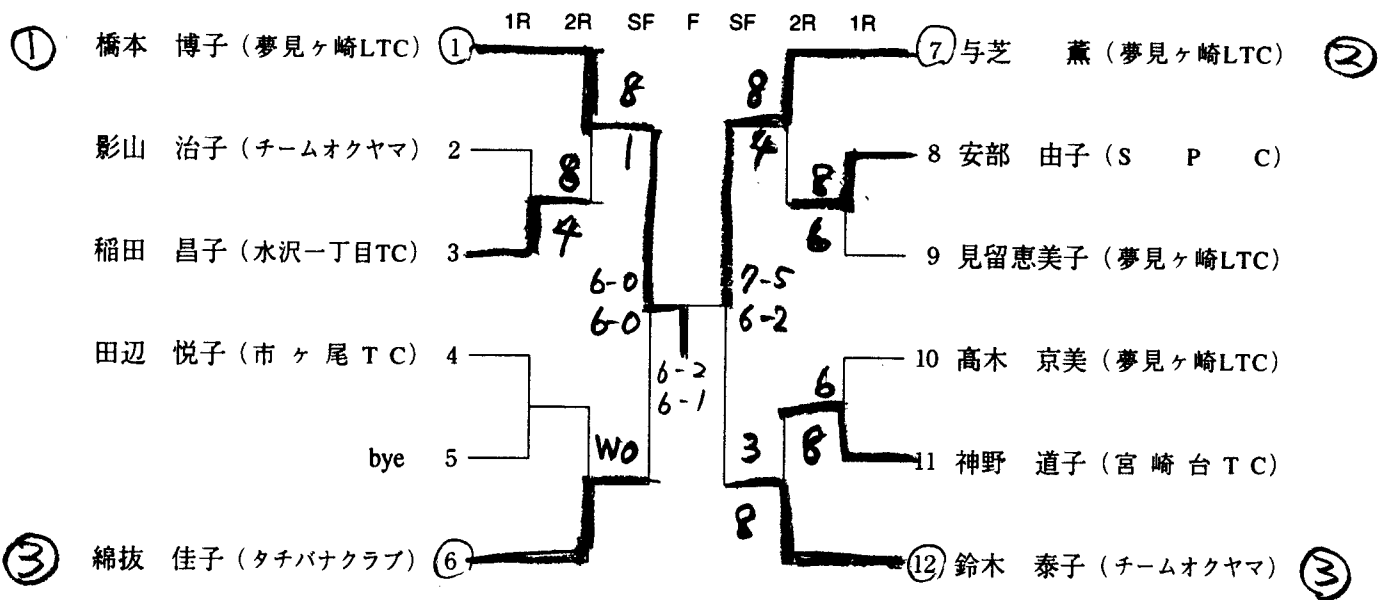 1R 2R SF F SF 2R 1R
① 橋本 博子 (夢見ヶ崎LTC) ①
⑦ 与芝 薫 (夢見ヶ崎LTC) ②
8
1
8
4
影山 治子 (チームオクヤマ) 2
8 安部 由子 (S P C)
8
4
8
6
稲田 昌子 (水沢一丁目TC) 3
9 見留恵美子 (夢見ヶ崎LTC)
6-0
6-0
7-5
6-2
田辺 悦子 (市ヶ尾TC) 4
6-2
6-1
10 髙木 京美 (夢見ヶ崎LTC)
6
8
bye 5
WO
3
8
11 神野 道子 (宮崎台TC)
③ 綿抜 佳子 (タチバナクラブ) ⑥
⑫ 鈴木 泰子 (チームオクヤマ) ③